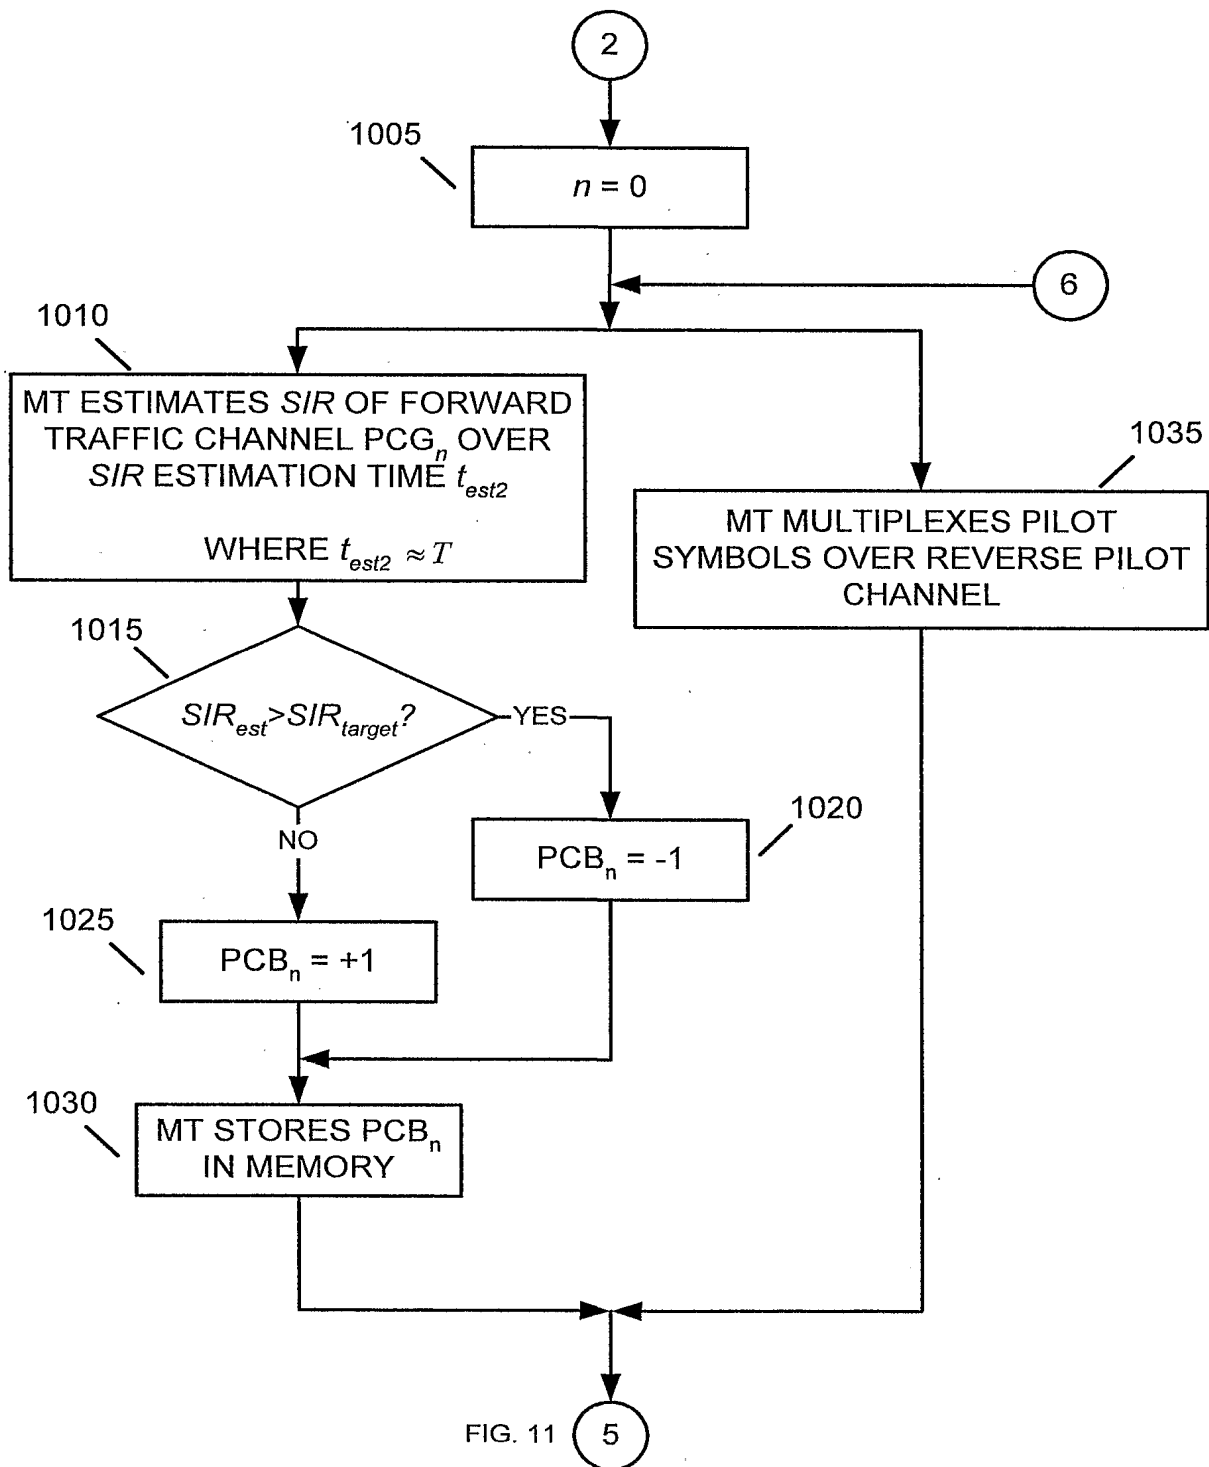 2
1005
n = 0
6
1010
MT ESTIMATES SIR OF FORWARD
TRAFFIC CHANNEL PCGn OVER
SIR ESTIMATION TIME test2
WHERE test2 ≈ T
1035
MT MULTIPLEXES PILOT
SYMBOLS OVER REVERSE PILOT
CHANNEL
1015
SIRest>SIRtarget?
YES
1020
PCBn = -1
NO
1025
PCBn = +1
1030
MT STORES PCBn
IN MEMORY
FIG. 11
5